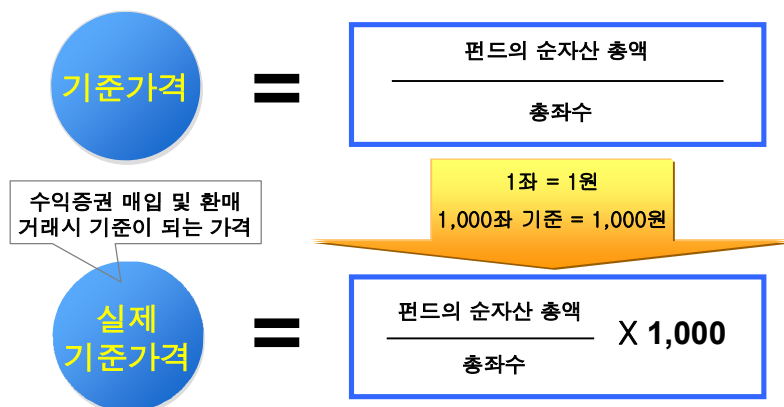 기준가격
=
펀드의 순자산 총액
총좌수
1좌 = 1원
1,000좌 기준 = 1,000원
수익증권 매입 및 환매
거래시 기준이 되는 가격
실제
기준가격
=
펀드의 순자산 총액
총좌수
X 1,000